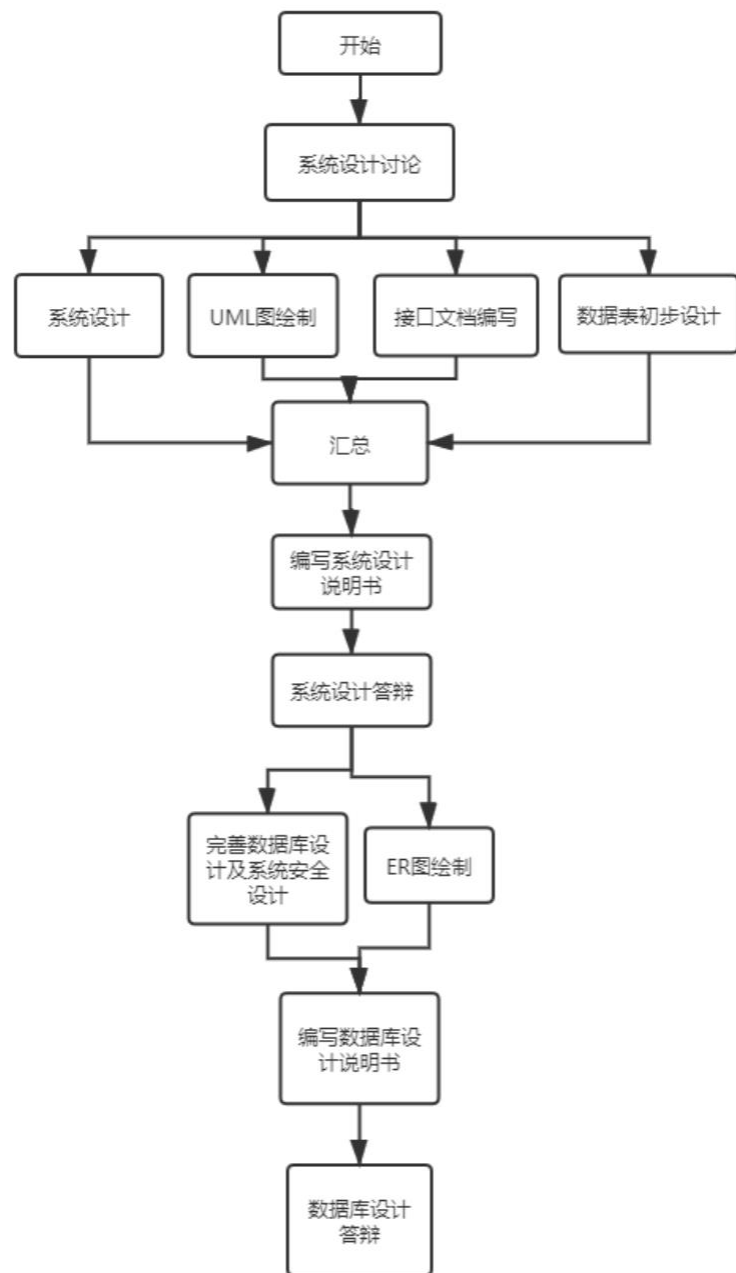 开始
系统设计讨论
系统设计
UML图绘制
接口文档编写
数据表初步设计
汇总
编写系统设计
说明书
系统设计答辩
完善数据库设
计及系统安全
设计
ER图绘制
编写数据库设
计说明书
数据库设计
答辩